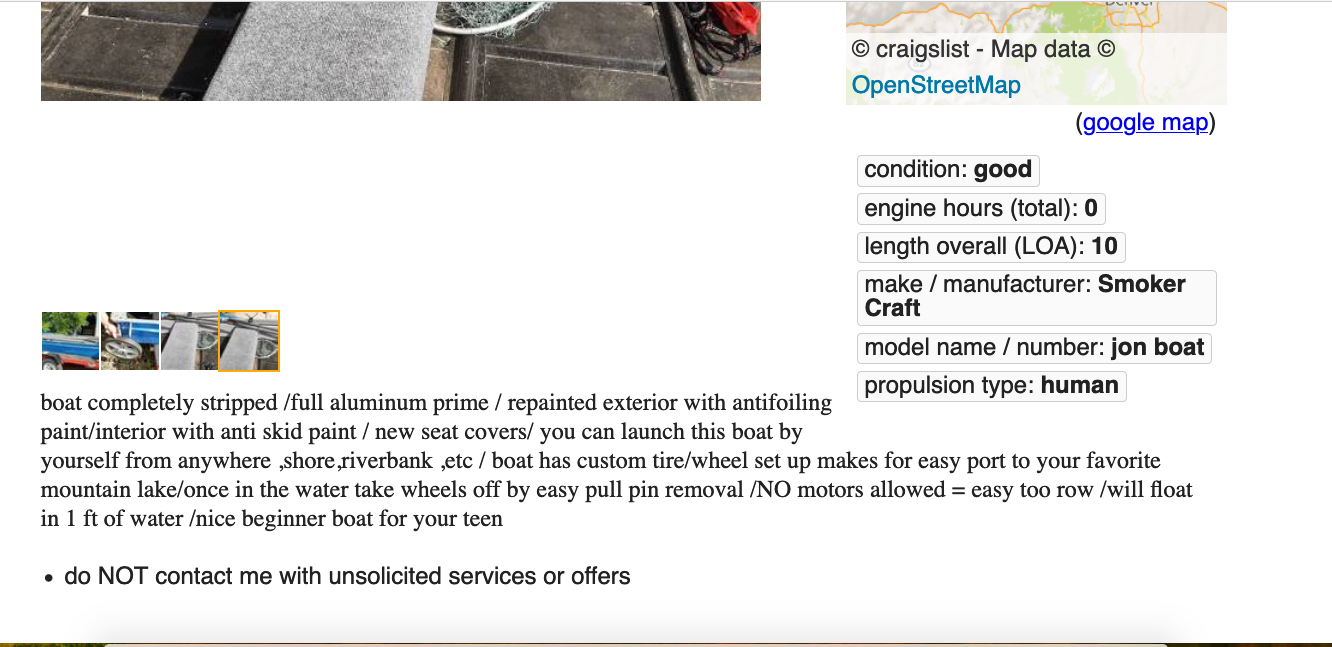 © craigslist - Map data ©
OpenStreetMap
(google map)
condition: good
engine hours (total): 0
length overall (LOA): 10
make / manufacturer: Smoker
Craft
model name / number: jon boat
propulsion type: human
boat completely stripped /full aluminum prime / repainted exterior with antifoiling
paint/interior with anti skid paint / new seat covers/ you can launch this boat by
yourself from anywhere ,shore,riverbank ,etc / boat has custom tire/wheel set up makes for easy port to your favorite
mountain lake/once in the water take wheels off by easy pull pin removal /NO motors allowed = easy too row /will float
in 1 ft of water /nice beginner boat for your teen
• do NOT contact me with unsolicited services or offers